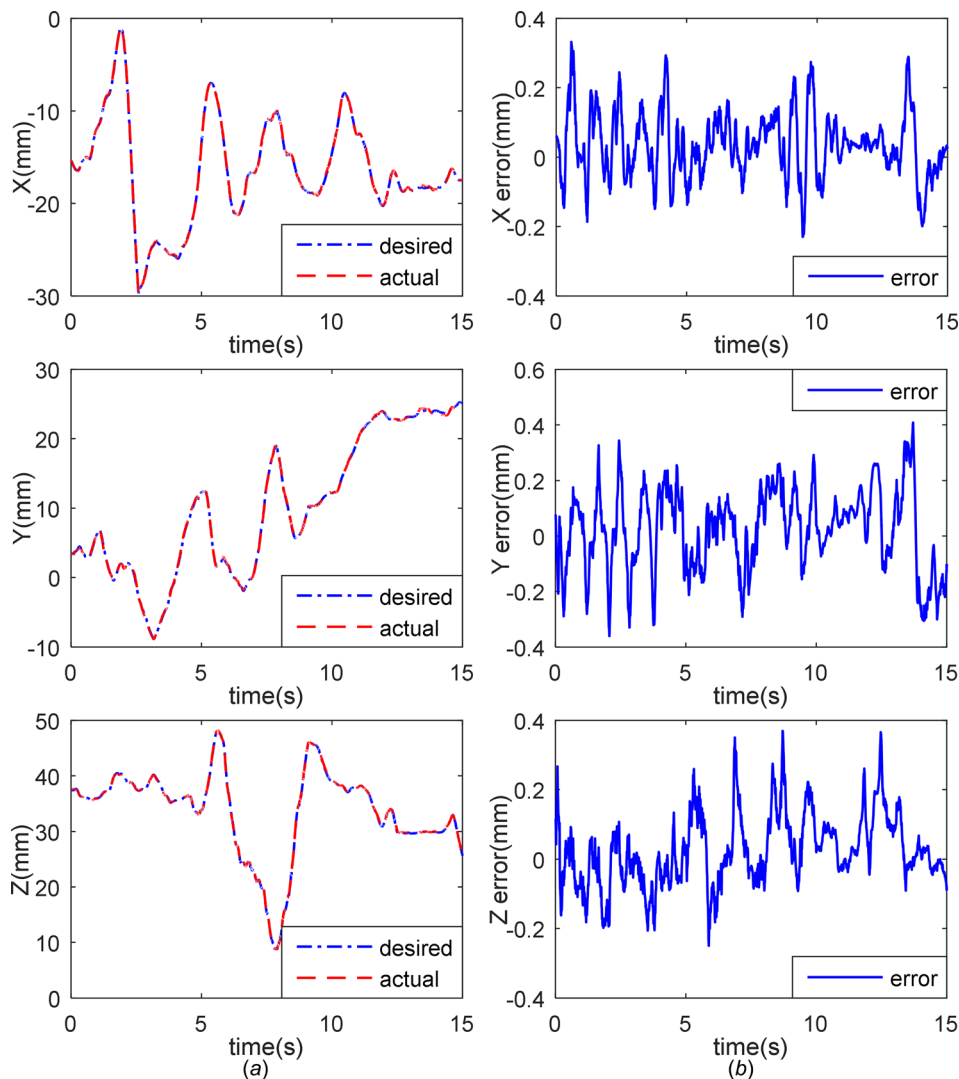 0
-10
-20
-30
X(mm)
desired
actual
0 5 10 15
time(s)
0.4
0.2
0
-0.2
-0.4
X error(mm)
error
0 5 10 15
time(s)
30
20
10
0
-10
Y(mm)
desired
actual
0 5 10 15
time(s)
0.6
0.4
0.2
0
-0.2
-0.4
Y error(mm)
error
0 5 10 15
time(s)
50
40
30
20
10
0
Z(mm)
desired
actual
0 5 10 15
time(s)
(a)
0.4
0.2
0
-0.2
-0.4
Z error(mm)
error
0 5 10 15
time(s)
(b)